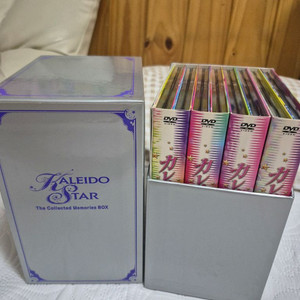 KALEIDO
STAR
The Collected Memories BOX
DVD
DVD
DVD
DVD
カレ
カレ
カレ
カレ